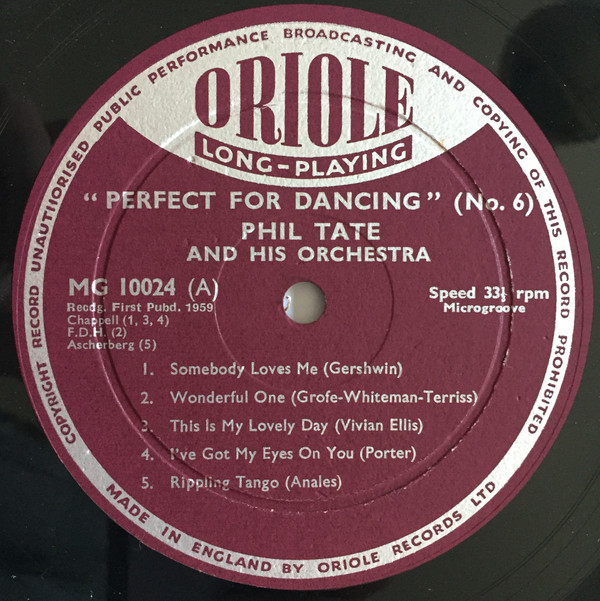 COPYRIGHT RECORD UNAUTHORISED PUBLIC PERFORMANCE BROADCASTING AND COPYING OF THIS RECORD PROHIBITED
ORIOLE
LONG-PLAYING
"PERFECT FOR DANCING" (No. 6)
PHIL TATE
AND HIS ORCHESTRA
MG 10024 (A)
Recdg. First Pubd. 1959
Chappell (1, 3, 4)
F.D.H. (2)
Ascherberg (5)
Speed 33⅓ rpm
Microgroove
1. Somebody Loves Me (Gershwin)
2. Wonderful One (Grofe-Whiteman-Terriss)
3. This Is My Lovely Day (Vivian Ellis)
4. I've Got My Eyes On You (Porter)
5. Rippling Tango (Anales)
MADE IN ENGLAND BY ORIOLE RECORDS LTD